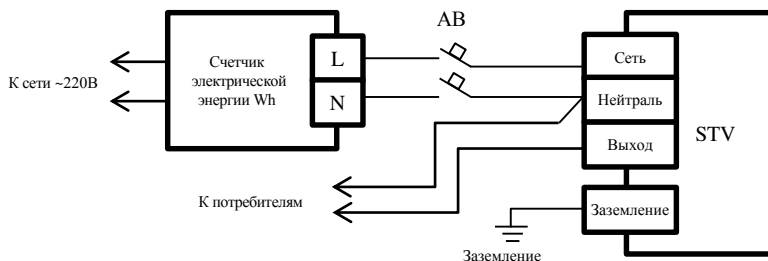 АВ
К сети ~220В
Счетчик
электрической
энергии Wh
L
N
Сеть
Нейтраль
Выход
Заземление
STV
К потребителям
Заземление